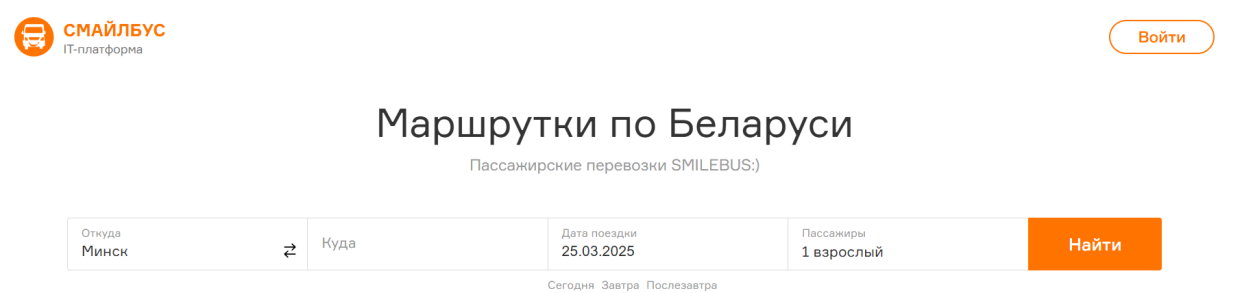 СМАЙЛБУС
IT-платформа
Войти
Маршрутки по Беларуси
Пассажирские перевозки SMILEBUS:)
Откуда
Минск
Куда
Дата поездки
25.03.2025
Пассажиры
1 взрослый
Найти
Сегодня Завтра Послезавтра